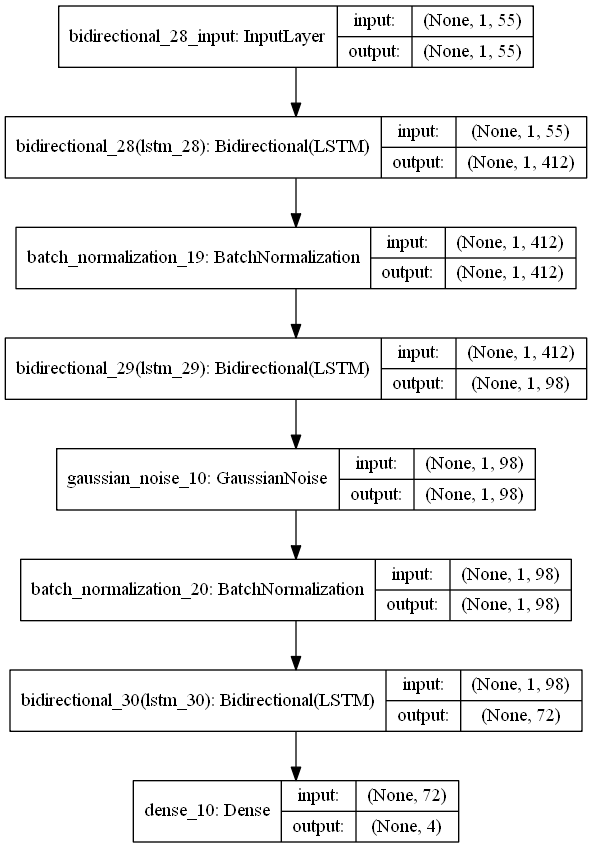 bidirectional_28_input: InputLayer
input: (None, 1, 55)
output: (None, 1, 55)
bidirectional_28(lstm_28): Bidirectional(LSTM)
input: (None, 1, 55)
output: (None, 1, 412)
batch_normalization_19: BatchNormalization
input: (None, 1, 412)
output: (None, 1, 412)
bidirectional_29(lstm_29): Bidirectional(LSTM)
input: (None, 1, 412)
output: (None, 1, 98)
gaussian_noise_10: GaussianNoise
input: (None, 1, 98)
output: (None, 1, 98)
batch_normalization_20: BatchNormalization
input: (None, 1, 98)
output: (None, 1, 98)
bidirectional_30(lstm_30): Bidirectional(LSTM)
input: (None, 1, 98)
output: (None, 72)
dense_10: Dense
input: (None, 72)
output: (None, 4)